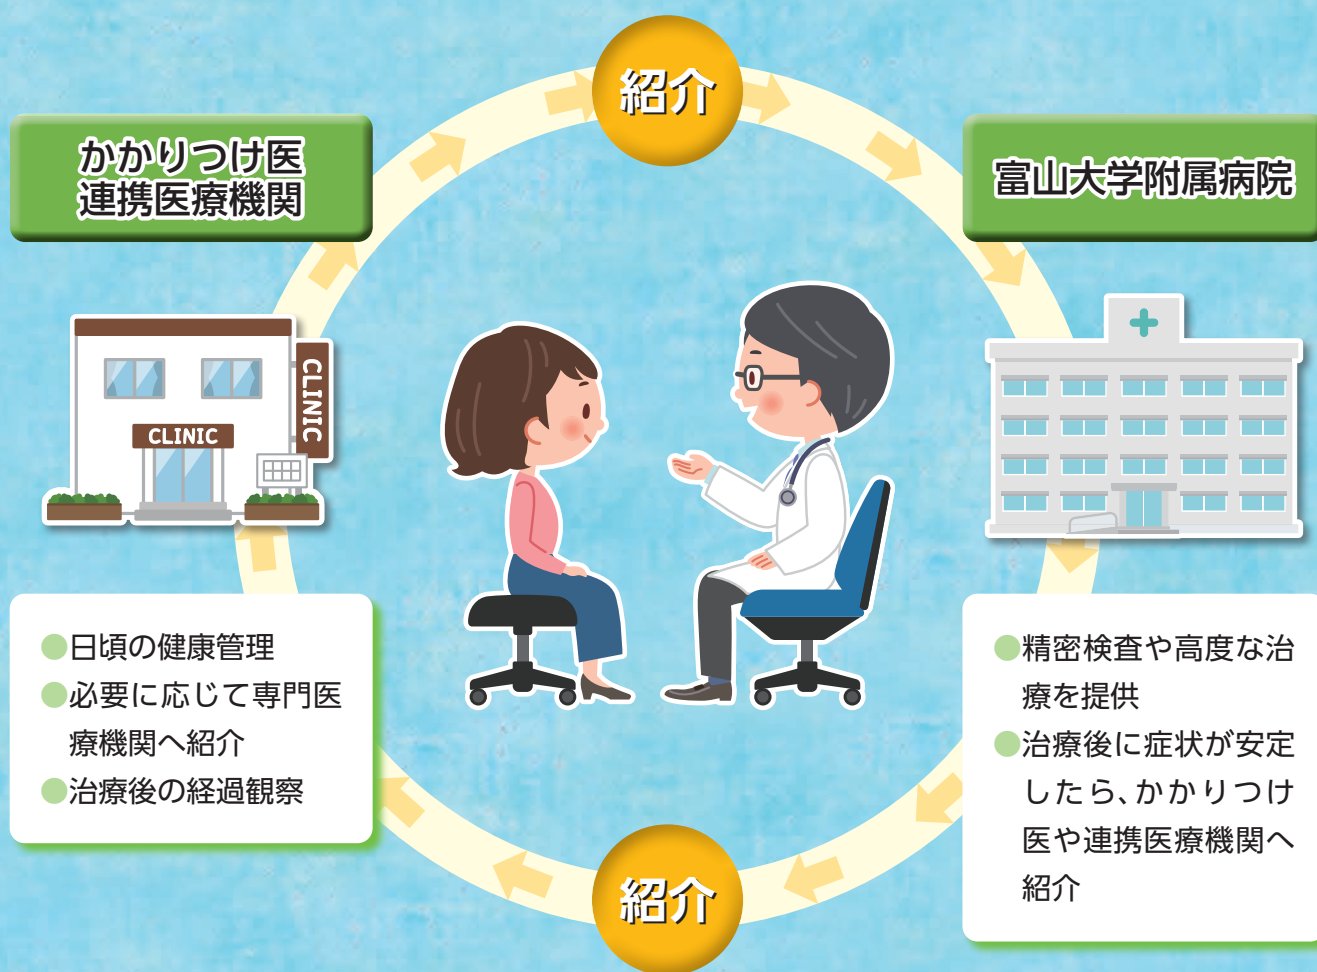 紹介
かかりつけ医
連携医療機関
富山大学附属病院
CLINIC
CLINIC
●日頃の健康管理
●必要に応じて専門医
療機関へ紹介
●治療後の経過観察
●精密検査や高度な治
療を提供
●治療後に症状が安定
したら、かかりつけ
医や連携医療機関へ
紹介
紹介